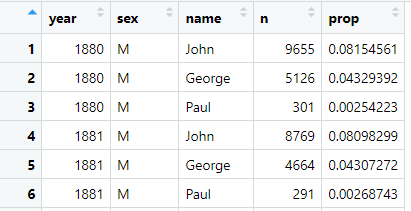 year sex name n prop
1 1880 M John 9655 0.08154561
2 1880 M George 5126 0.04329392
3 1880 M Paul 301 0.00254223
4 1881 M John 8769 0.08098299
5 1881 M George 4664 0.04307272
6 1881 M Paul 291 0.00268743